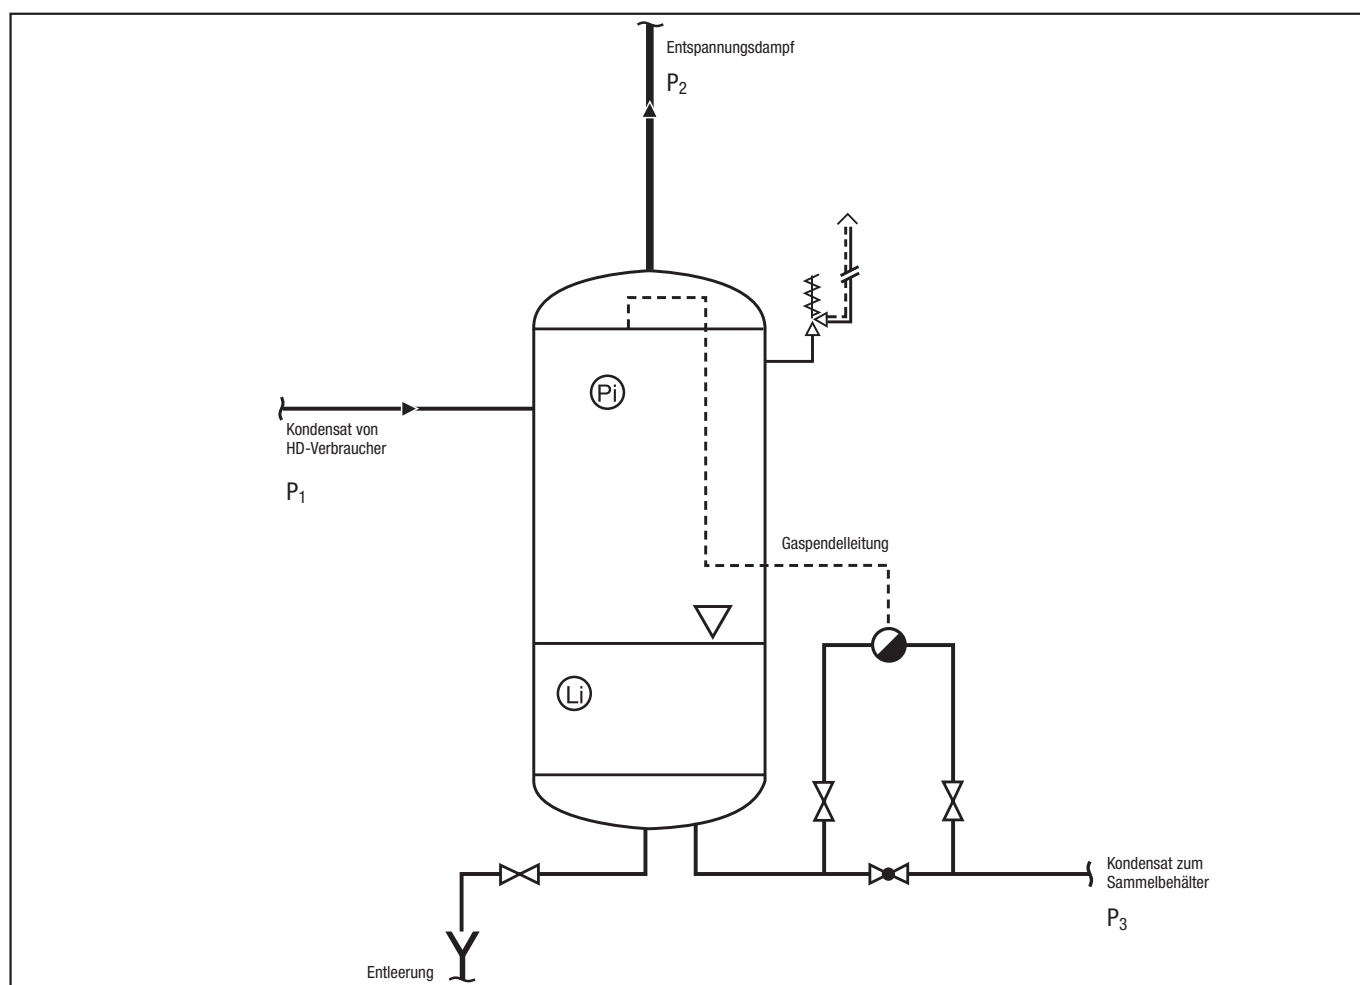 Entspannungsdampf
P₂
Pi
Kondensat von
HD-Verbraucher
P₁
Gaspendelleitung
Li
Kondensat zum
Sammelbehälter
P₃
Entleerung